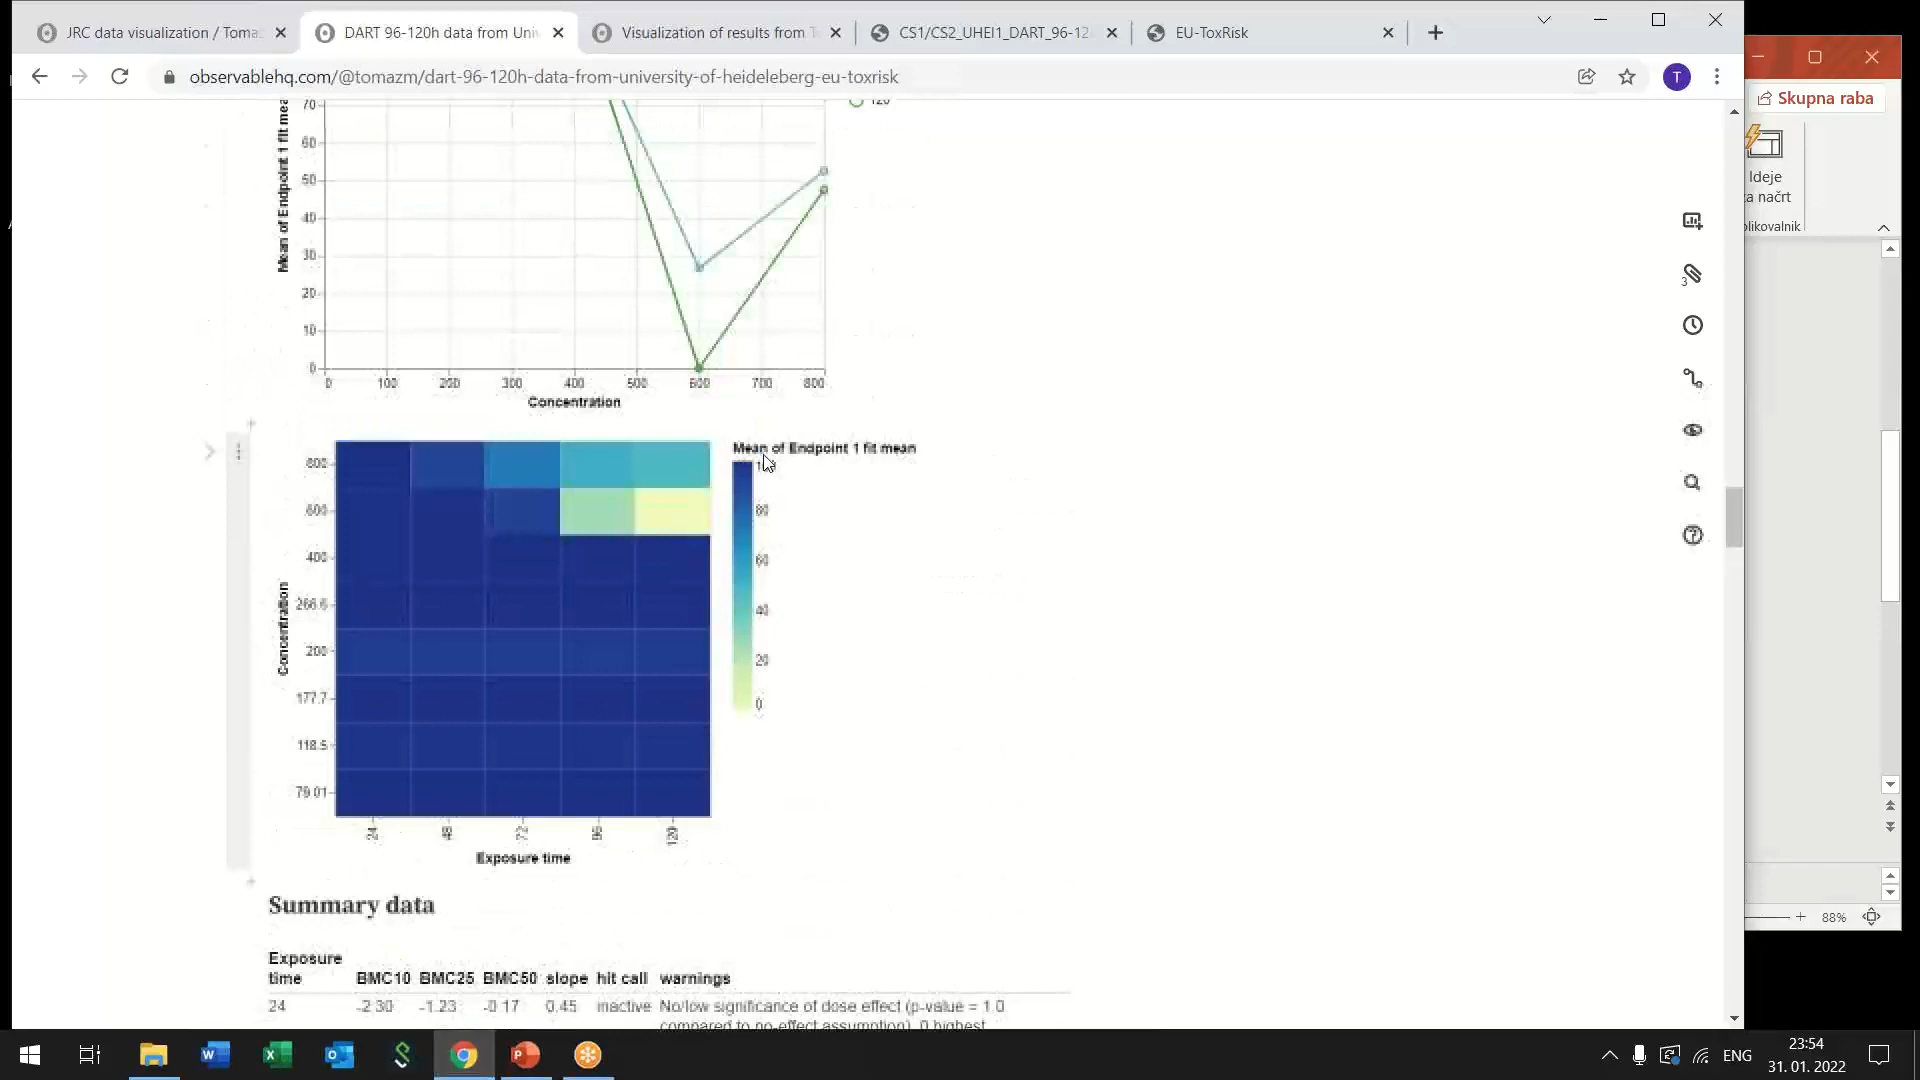 JRC data visualization / Toma
DART 96-120h data from Uni
Visualization of results from T
CS1/CS2_UHEI1_DART_96-12
EU-ToxRisk
observablehq.com/@tomazm/dart-96-120h-data-from-university-of-heideleberg-eu-toxrisk
T
Skupna raba
Ideje
za načrt
blikovalnik
3
Mean of Endpoint 1 fit mea
70
60
50
40
30
20
10
0
120
0 100 200 300 400 500 600 700 800
Concentration
Mean of Endpoint 1 fit mean
80
60
40
20
0
Concentration
800
600
400
266.6
200
177.7
118.5
79.01
24 48 72 96 120
Exposure time
Summary data
Exposure
time BMC10 BMC25 BMC50 slope hit call warnings
24 -2.30 -1.23 -0.17 0.45 inactive No/low significance of dose effect (p-value = 1.0
compared to no-effect assumption), 0 highest
88%
ENG
23:54
31. 01. 2022